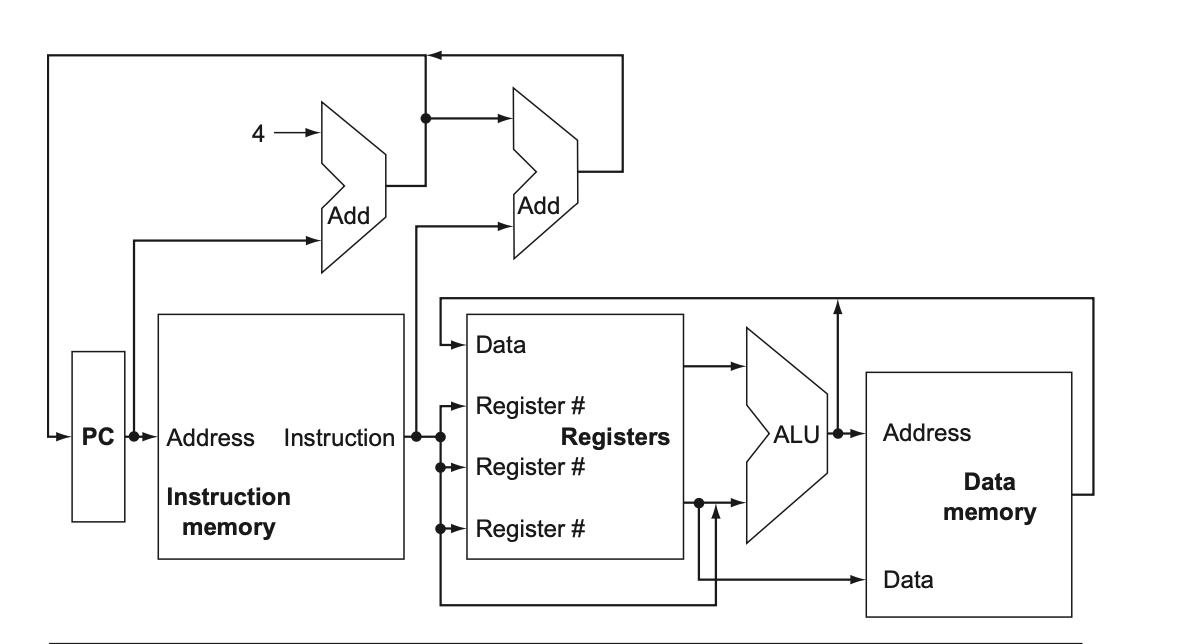 4
Add
Add
Data
Register #
PC
Address
Instruction
Registers
ALU
Address
Register #
Instruction
memory
Data
memory
Register #
Data